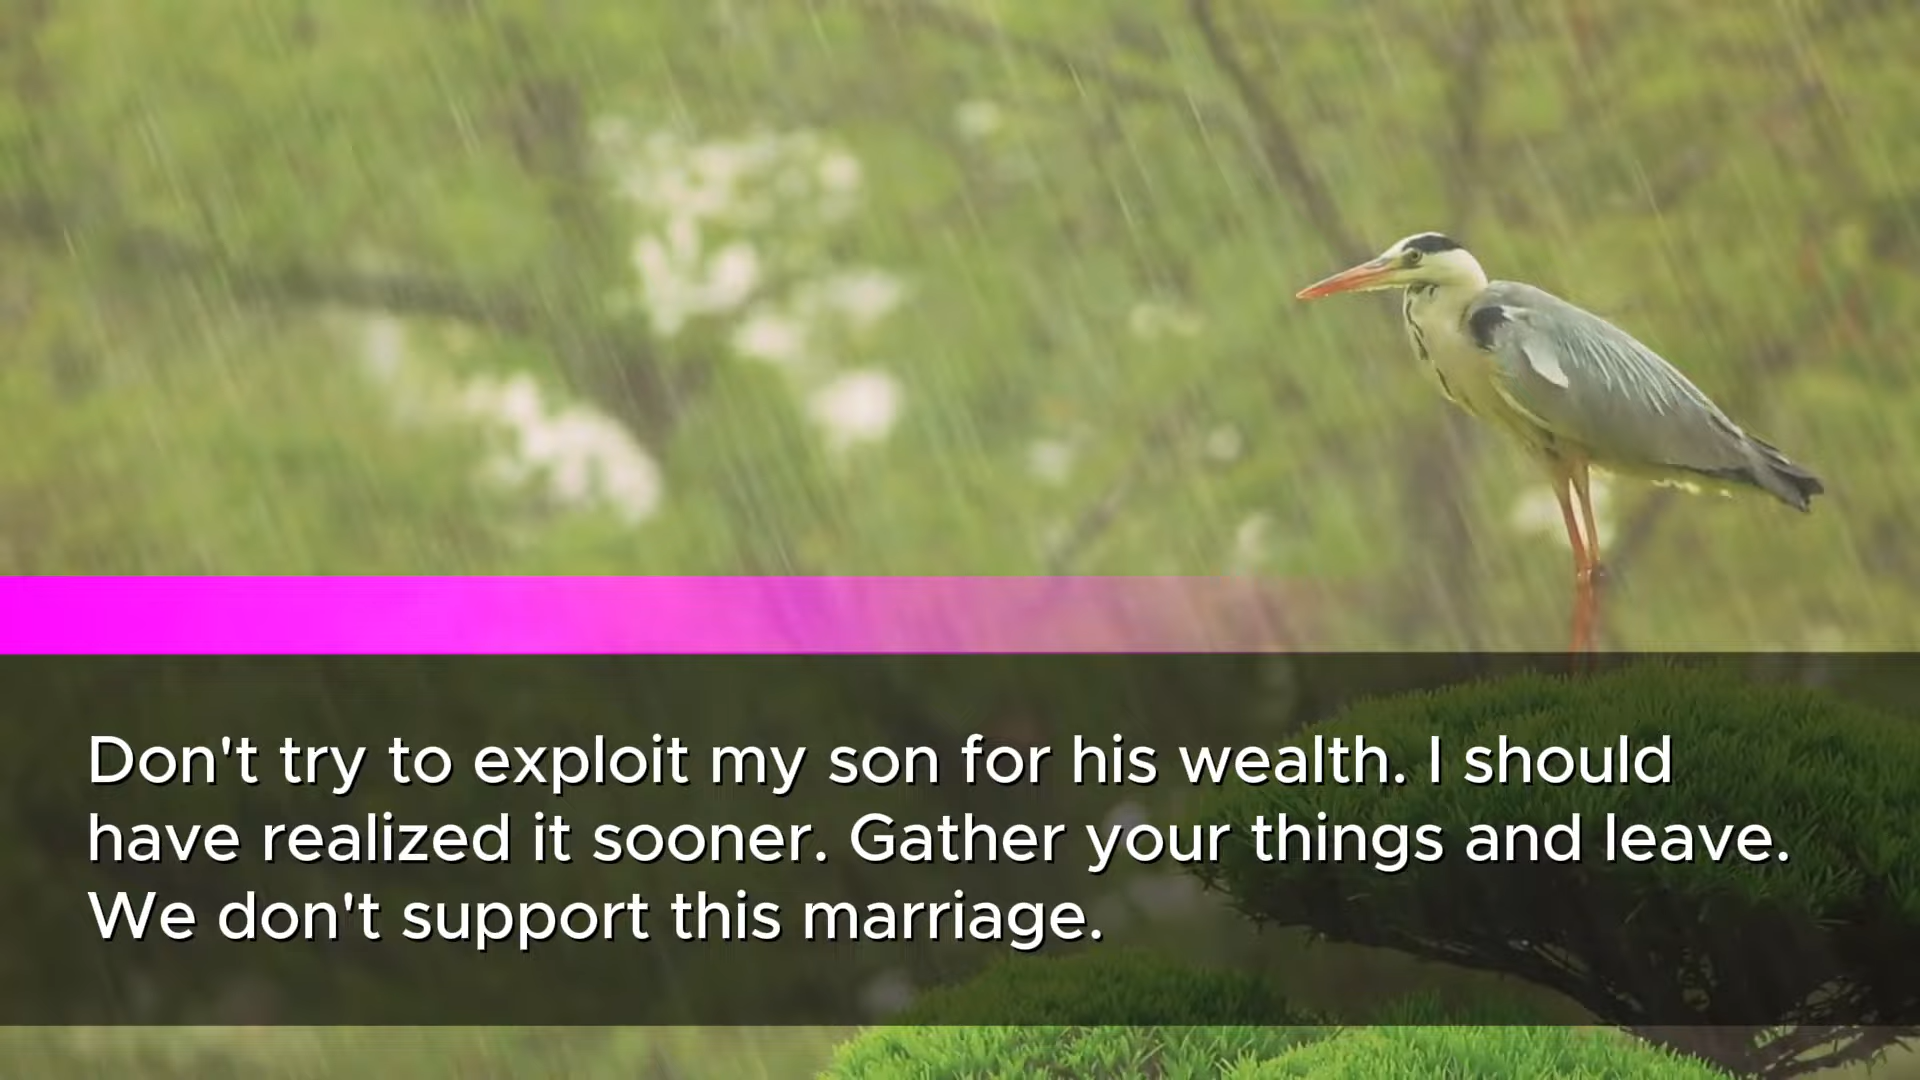 Don't try to exploit my son for his wealth. I should
have realized it sooner. Gather your things and leave.
We don't support this marriage.